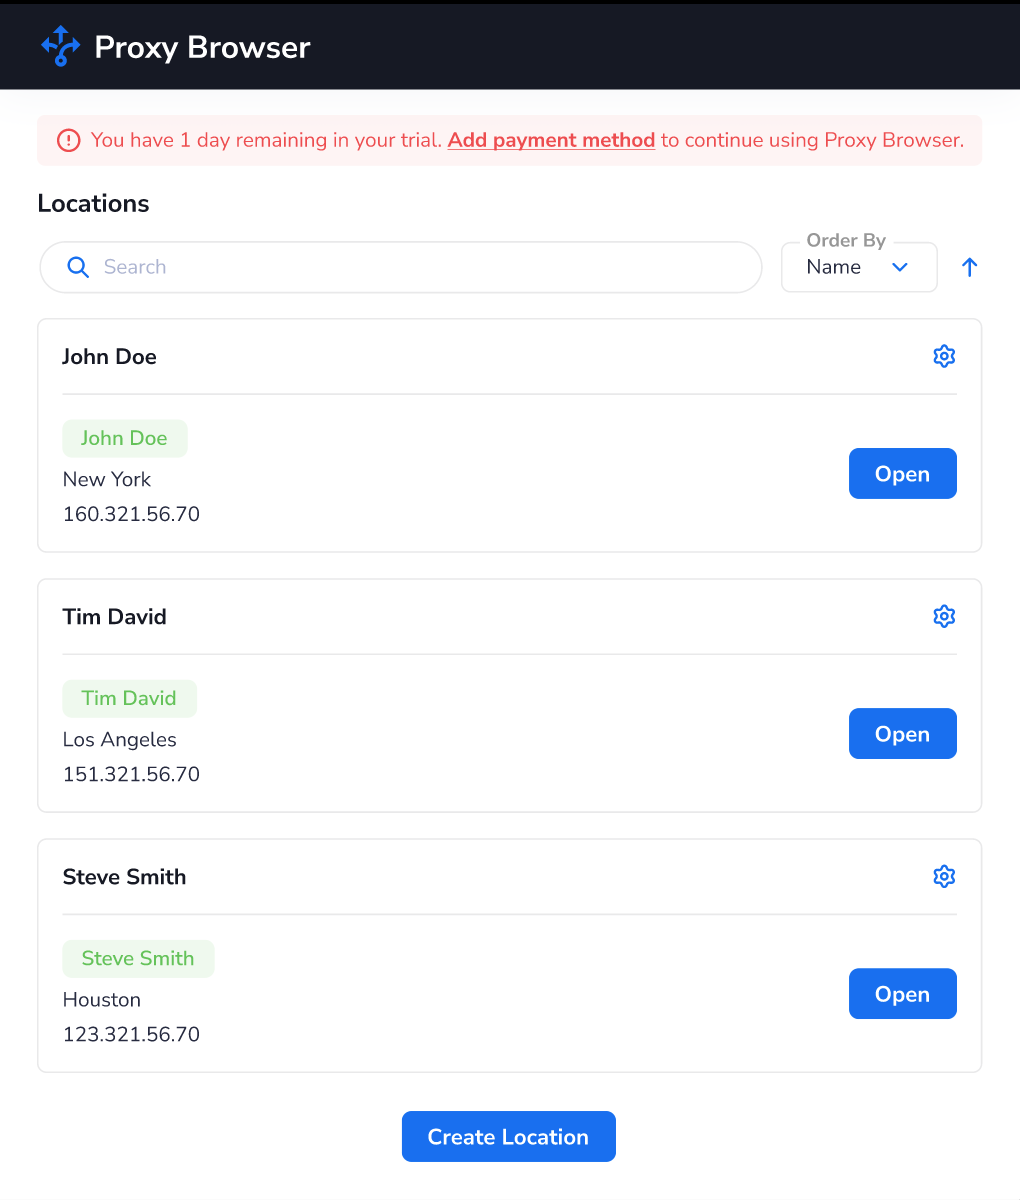 Proxy Browser
You have 1 day remaining in your trial. Add payment method to continue using Proxy Browser.
Locations
Search
Order By
Name
John Doe
John Doe
New York
160.321.56.70
Open
Tim David
Tim David
Los Angeles
151.321.56.70
Open
Steve Smith
Steve Smith
Houston
123.321.56.70
Open
Create Location